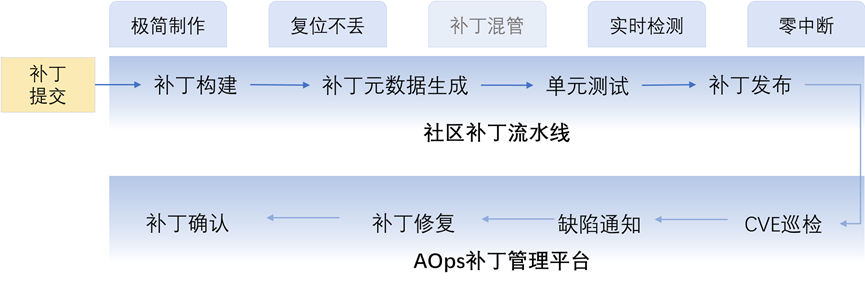 极简制作
复位不丢
补丁混管
实时检测
零中断
补丁
提交
补丁构建
补丁元数据生成
单元测试
补丁发布
社区补丁流水线
补丁确认
补丁修复
缺陷通知
CVE巡检
AOps补丁管理平台